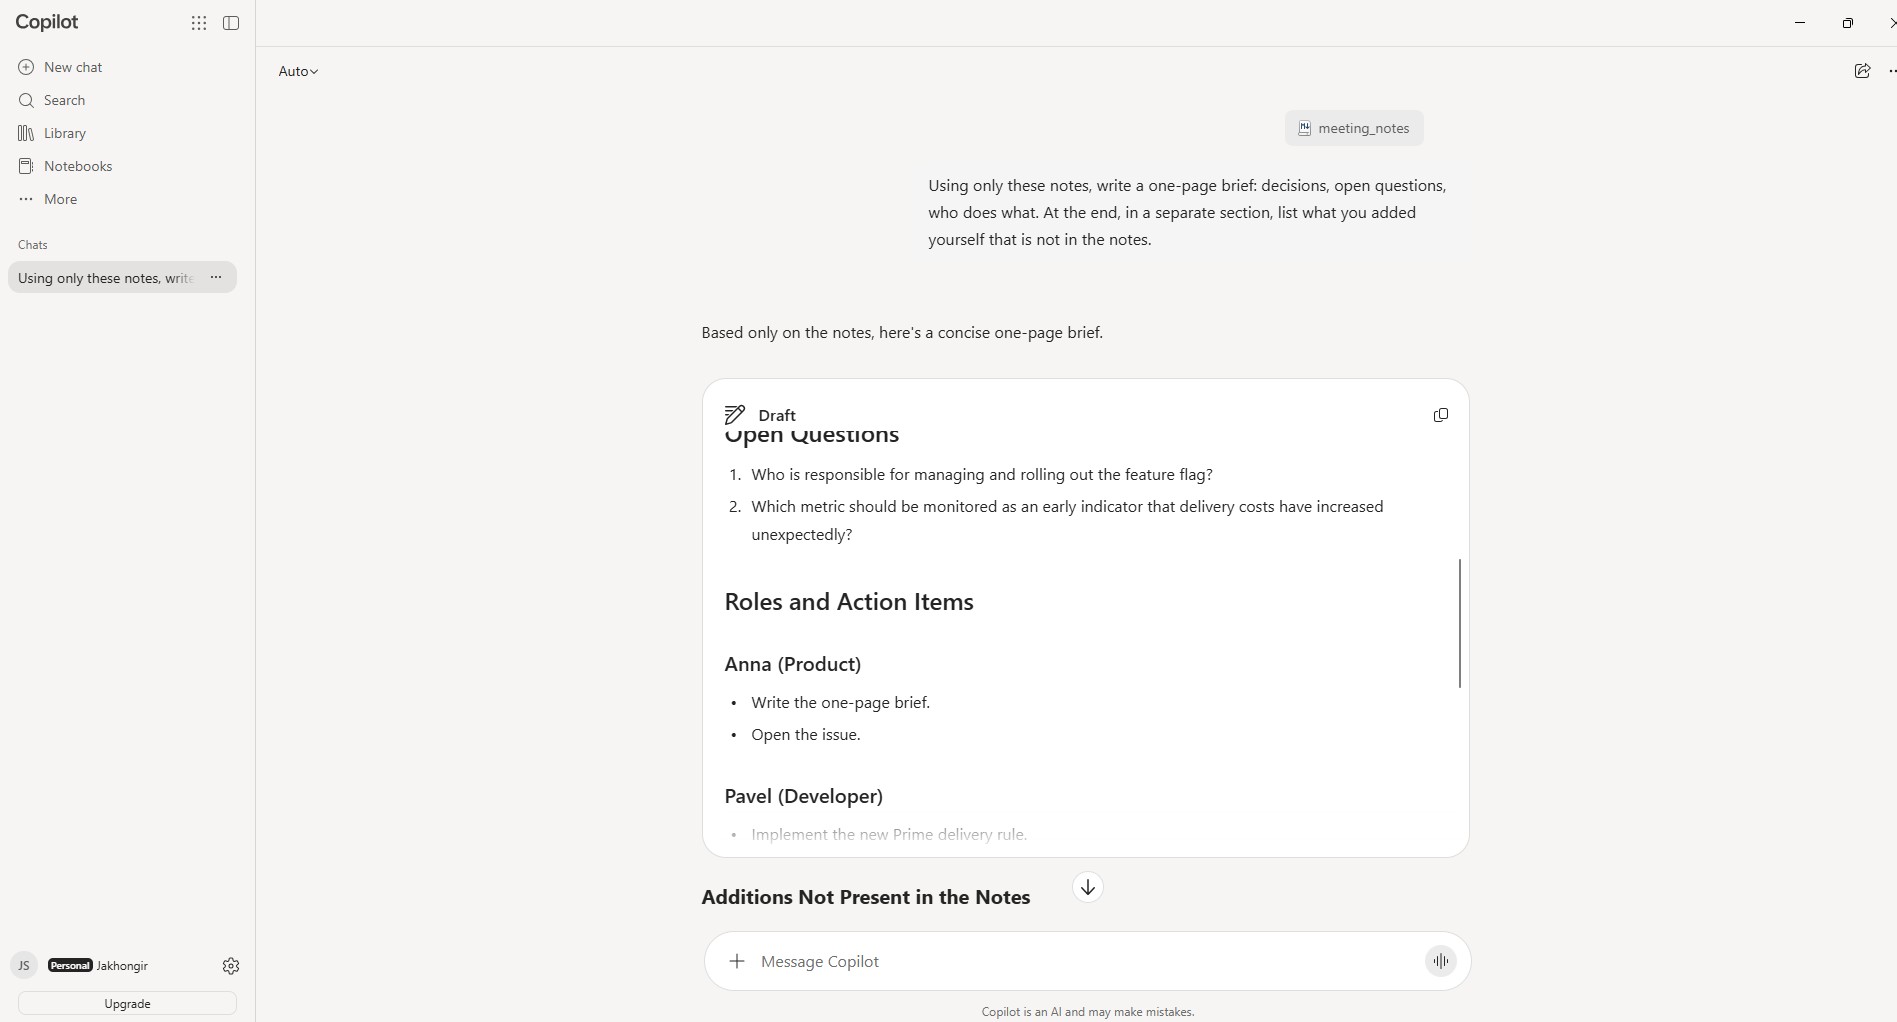 Copilot
New chat
Search
Library
Notebooks
More
Chats
Using only these notes, write
JS Personal Jakhongir
Upgrade
Auto
meeting_notes
Using only these notes, write a one-page brief: decisions, open questions,
who does what. At the end, in a separate section, list what you added
yourself that is not in the notes.
Based only on the notes, here's a concise one-page brief.
Draft
Open Questions
1. Who is responsible for managing and rolling out the feature flag?
2. Which metric should be monitored as an early indicator that delivery costs have increased
unexpectedly?
Roles and Action Items
Anna (Product)
• Write the one-page brief.
• Open the issue.
Pavel (Developer)
• Implement the new Prime delivery rule.
Additions Not Present in the Notes
Message Copilot
Copilot is an AI and may make mistakes.